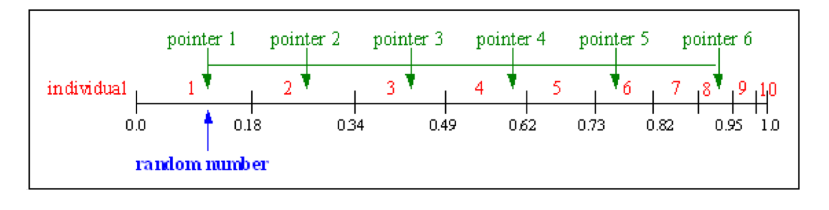 pointer 1 pointer 2 pointer 3 pointer 4 pointer 5 pointer 6
individual 1 2 3 4 5 6 7 8 9 10
0.0 0.18 0.34 0.49 0.62 0.73 0.82 0.95 1.0
random number